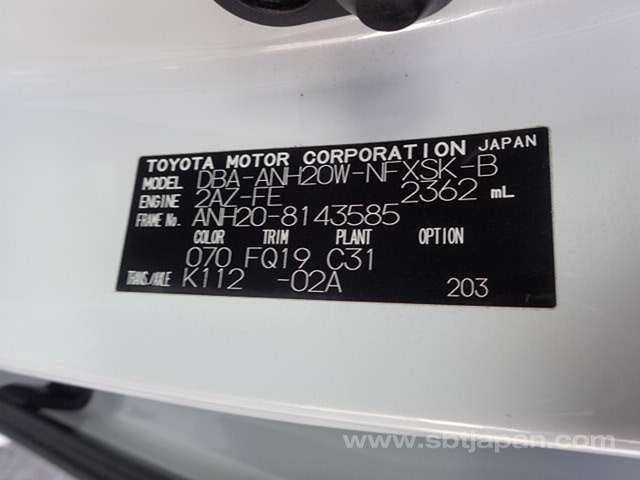 TOYOTA MOTOR CORPORATION JAPAN
MODEL DBA-ANH20W-NFXSK-B
ENGINE 2AZ-FE 2362 mL
FRAME No. ANH20-8143585
COLOR TRIM PLANT OPTION
070 FQ19 C31
TRANS./AXLE K112 -02A 203
www.sbtjapan.com